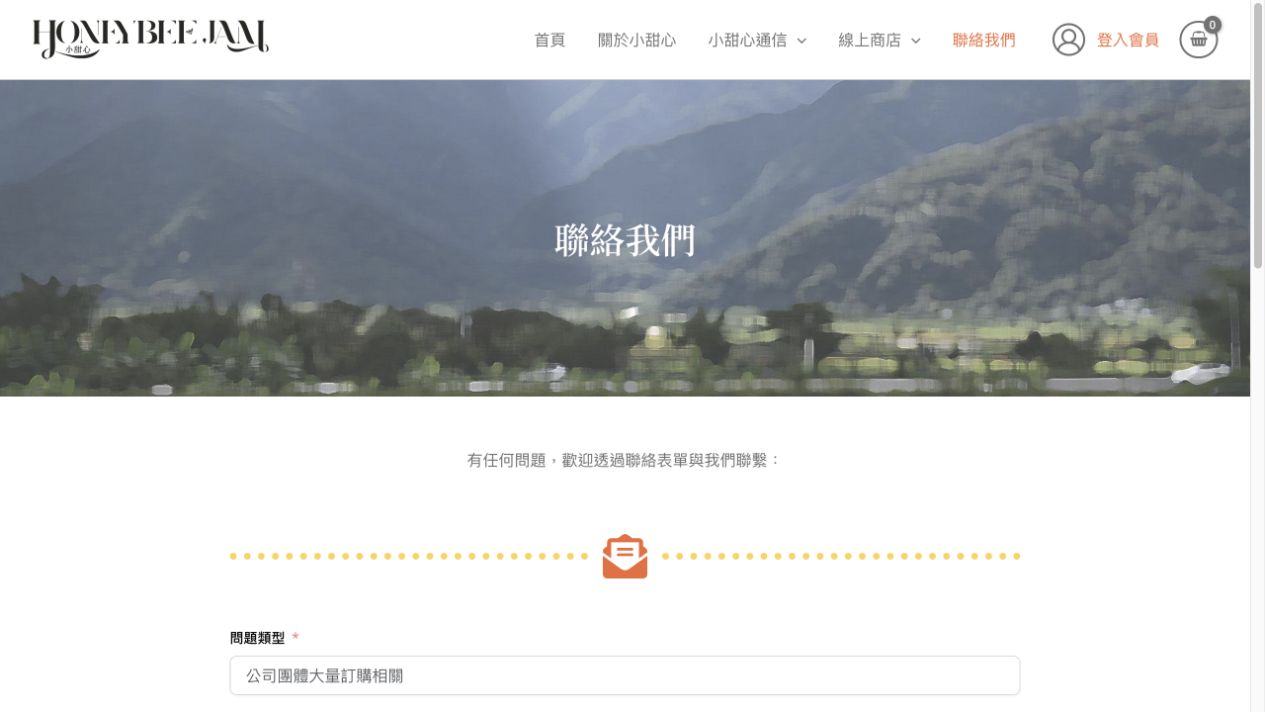 HONEYBEE JAM
小甜心
首頁
關於小甜心
小甜心通信
線上商店
聯絡我們
登入會員
0
聯絡我們
有任何問題，歡迎透過聯絡表單與我們聯繫：
問題類型 *
公司團體大量訂購相關